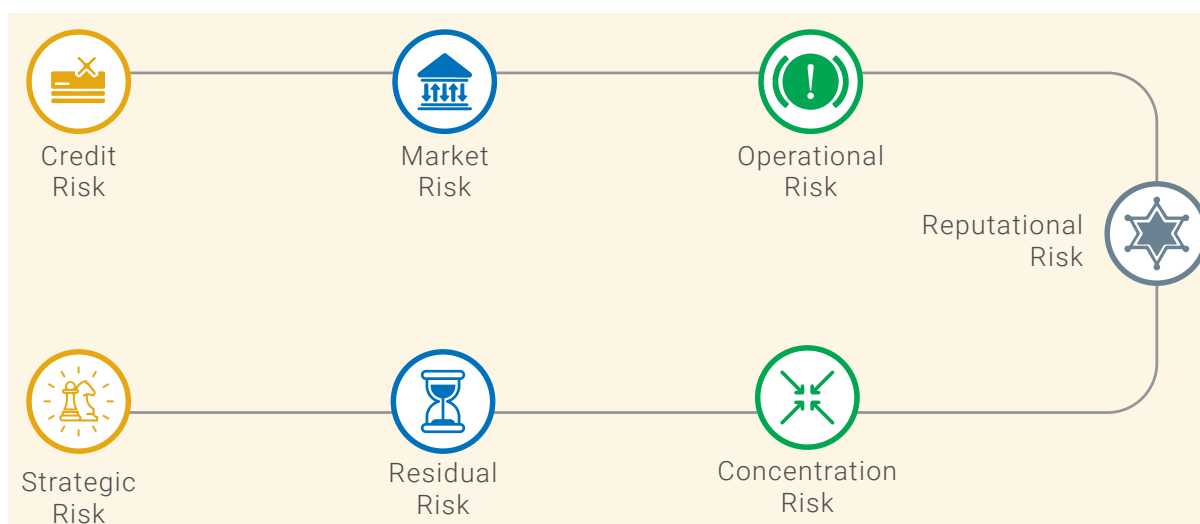 Credit
Risk
Market
Risk
Operational
Risk
Reputational
Risk
Strategic
Risk
Residual
Risk
Concentration
Risk